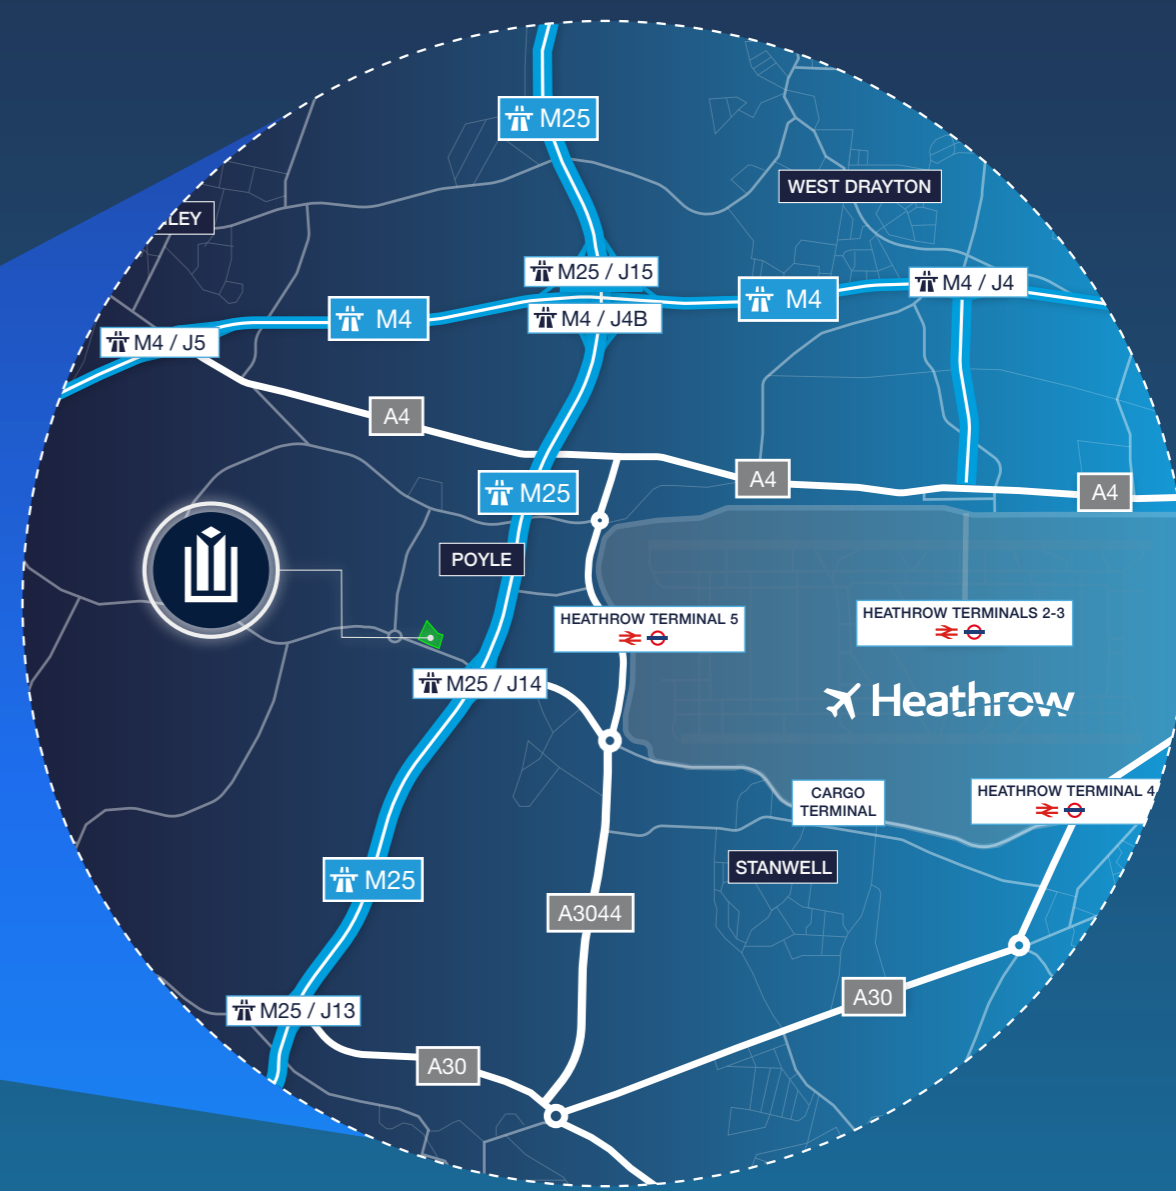 M25
WEST DRAYTON
LEY
M25 / J15
M4 / J4
M4
M4
M4 / J4B
M4 / J5
A4
A4
M25
A4
POYLE
HEATHROW TERMINAL 5
HEATHROW TERMINALS 2-3
M25 / J14
Heathrow
CARGO
TERMINAL
HEATHROW TERMINAL 4
STANWELL
M25
A3044
A30
M25 / J13
A30